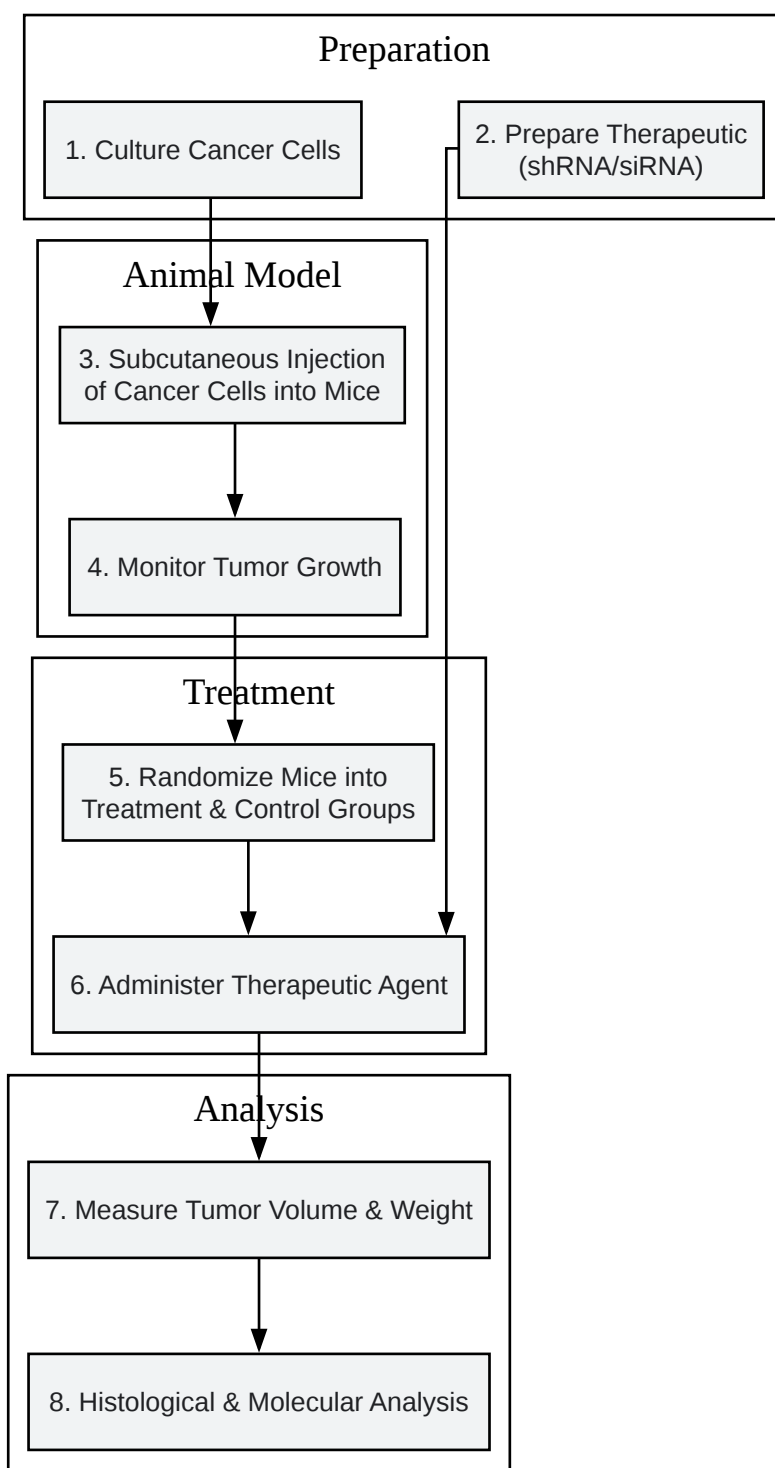 Preparation
1. Culture Cancer Cells
2. Prepare Therapeutic
(shRNA/siRNA)
Animal Model
3. Subcutaneous Injection
of Cancer Cells into Mice
4. Monitor Tumor Growth
Treatment
5. Randomize Mice into
Treatment & Control Groups
6. Administer Therapeutic Agent
Analysis
7. Measure Tumor Volume & Weight
8. Histological & Molecular Analysis